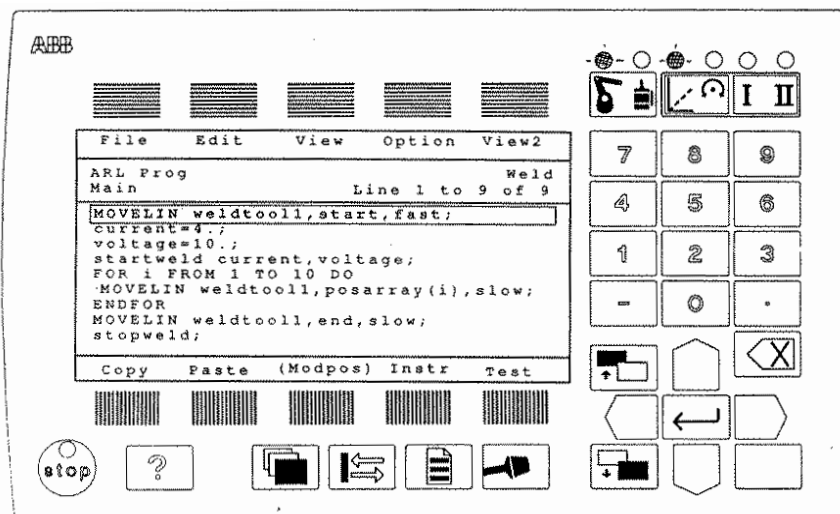 ABB
File Edit View Option View2
ARL Prog Weld
Main Line 1 to 9 of 9
MOVELIN weldtool1,start,fast;
current=4.;
voltage=10.;
startweld current,voltage;
FOR i FROM 1 TO 10 DO
MOVELIN weldtool1,posarray(i),slow;
ENDFOR
MOVELIN weldtool1,end,slow;
stopweld;
Copy Paste (Modpos) Instr Test
stop
?
I II
7 8 9
4 5 6
1 2 3
- 0 .
X